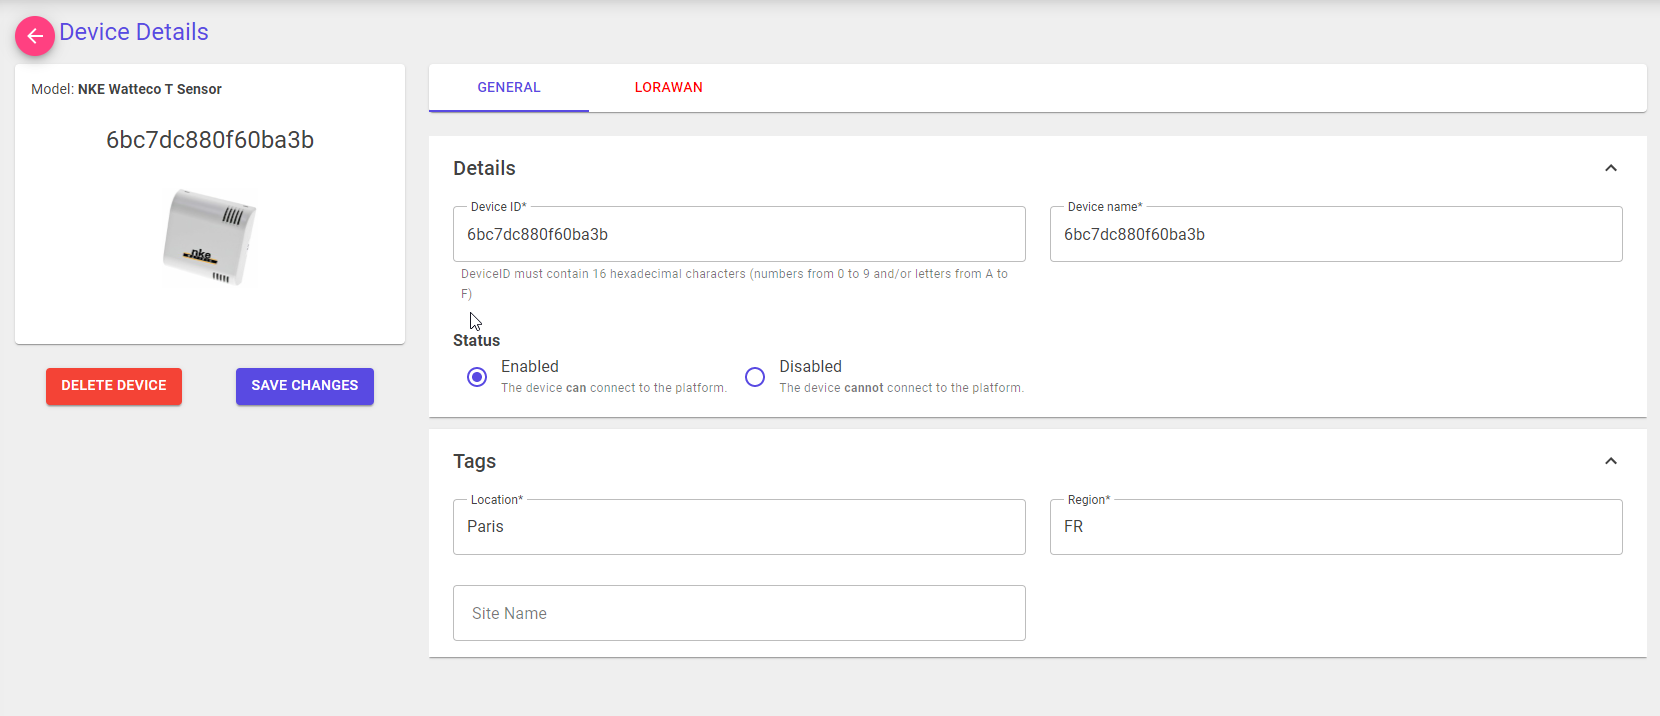 Device Details
Model: NKE Watteco T Sensor
6bc7dc880f60ba3b
nke
DELETE DEVICE
SAVE CHANGES
GENERAL
LORAWAN
Details
Device ID*
6bc7dc880f60ba3b
Device name*
6bc7dc880f60ba3b
DeviceID must contain 16 hexadecimal characters (numbers from 0 to 9 and/or letters from A to
F)
Status
Enabled
The device can connect to the platform.
Disabled
The device cannot connect to the platform.
Tags
Location*
Paris
Region*
FR
Site Name